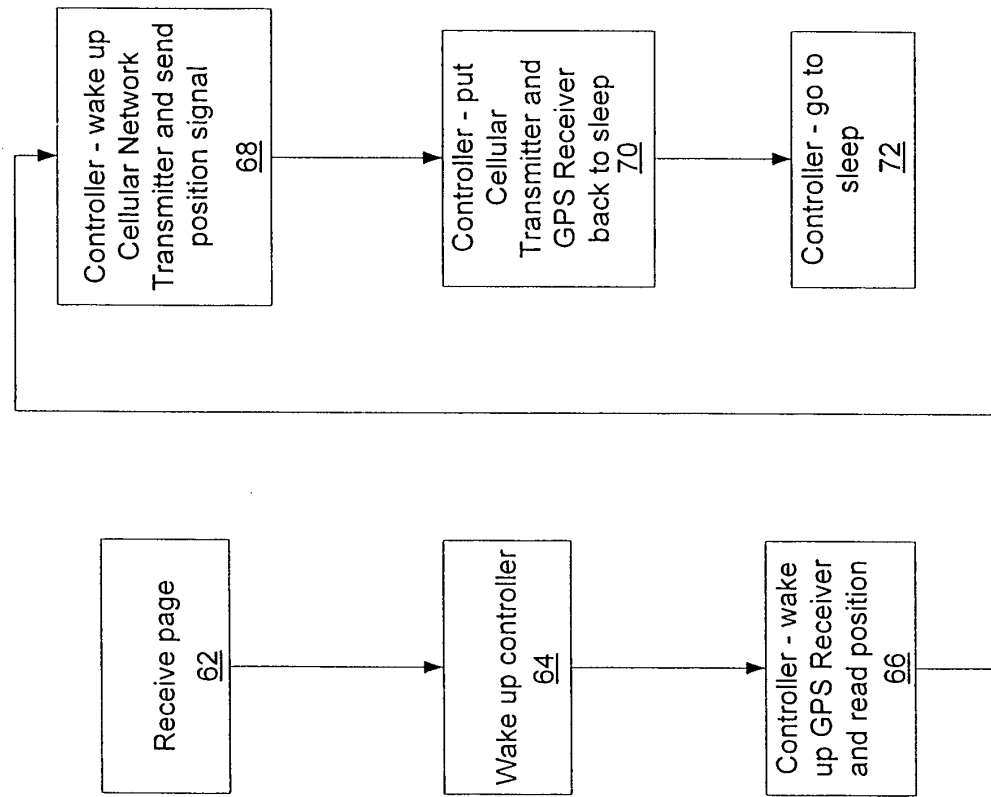 Receive page
62
Wake up controller
64
Controller - wake
up GPS Receiver
and read position
66
Controller - wake up
Cellular Network
Transmitter and send
position signal
68
Controller - put
Cellular
Transmitter and
GPS Receiver
back to sleep
70
Controller - go to
sleep
72